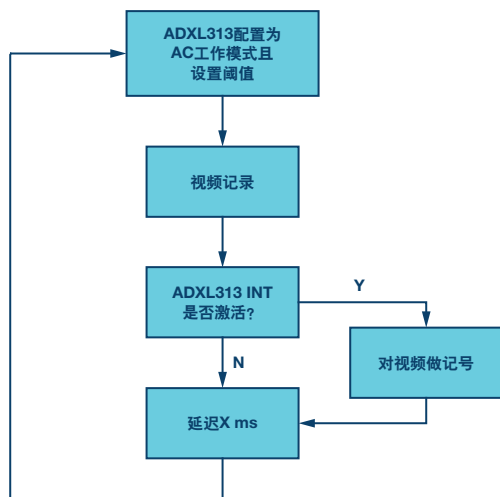 ADXL313配置为
AC工作模式且
设置阈值
视频记录
ADXL313 INT
是否激活?
Y
N
对视频做记号
延迟X ms